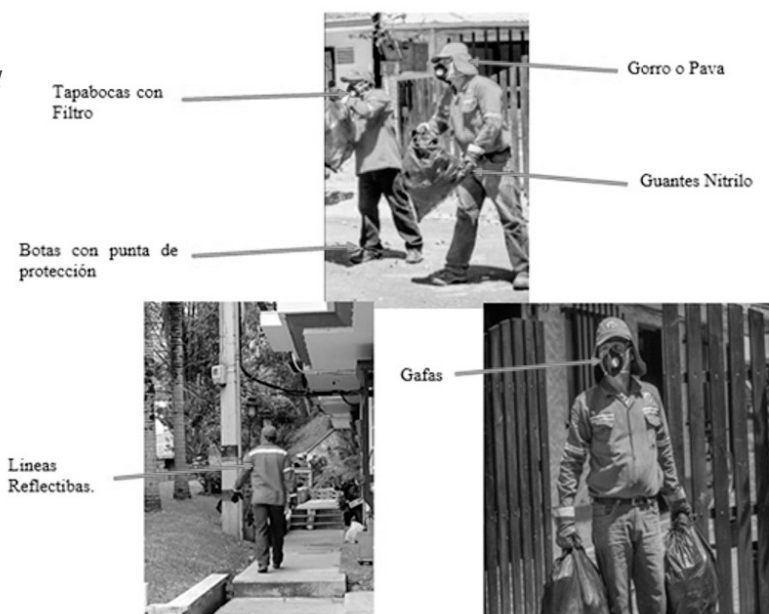 Tapabocas con
Filtro
Gorro o Pava
Guantes Nitrilo
Botas con punta de
protección
Gafas
Lineas
Reflectibas.